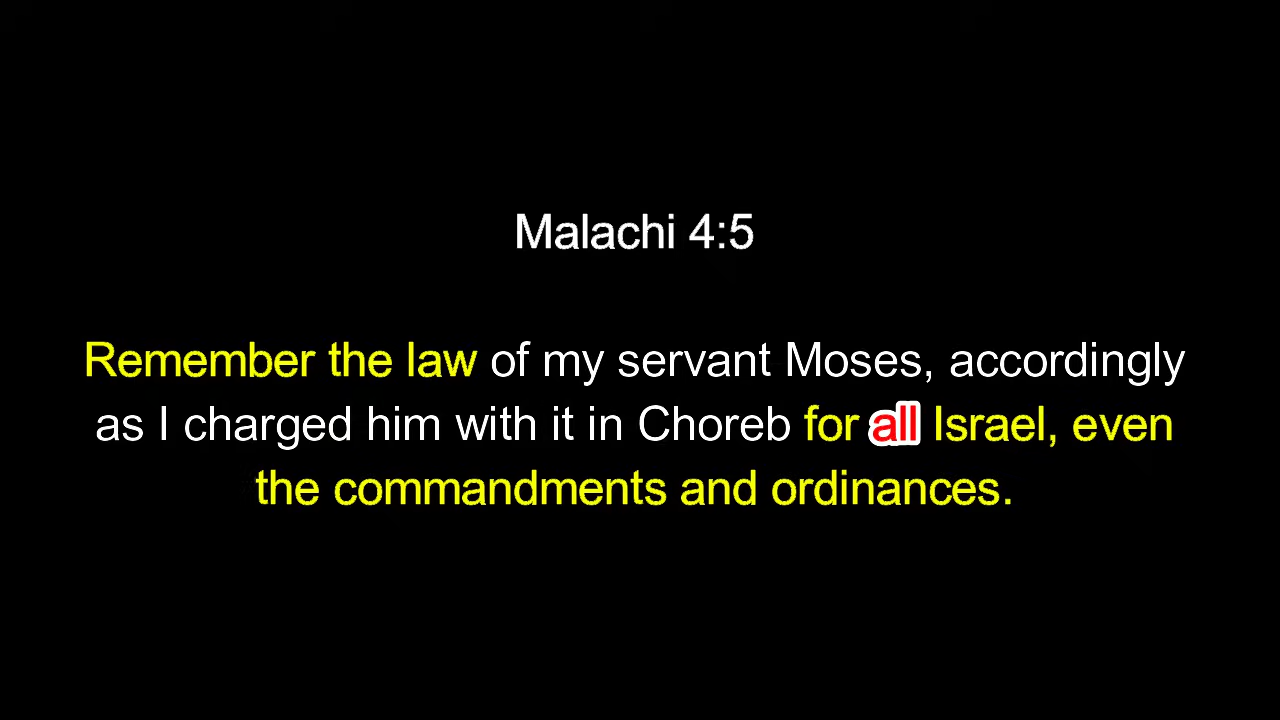 Malachi 4:5
Remember the law of my servant Moses, accordingly
as I charged him with it in Choreb for all Israel, even
the commandments and ordinances.